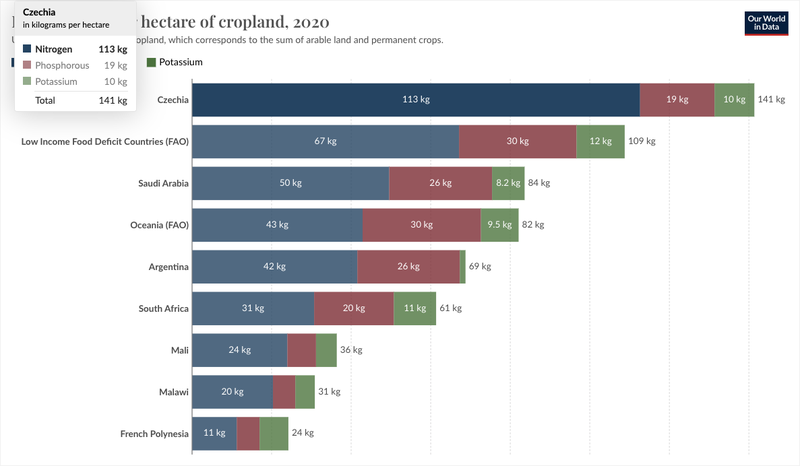 Czechia
in kilograms per hectare
Nitrogen 113 kg
Phosphorous 19 kg
Potassium 10 kg
Total 141 kg
hectare of cropland, 2020
which corresponds to the sum of arable land and permanent crops.
Our World
in Data
Potassium
Czechia 113 kg 19 kg 10 kg 141 kg
Low Income Food Deficit Countries (FAO) 67 kg 30 kg 12 kg 109 kg
Saudi Arabia 50 kg 26 kg 8.2 kg 84 kg
Oceania (FAO) 43 kg 30 kg 9.5 kg 82 kg
Argentina 42 kg 26 kg 69 kg
South Africa 31 kg 20 kg 11 kg 61 kg
Mali 24 kg 36 kg
Malawi 20 kg 31 kg
French Polynesia 11 kg 24 kg